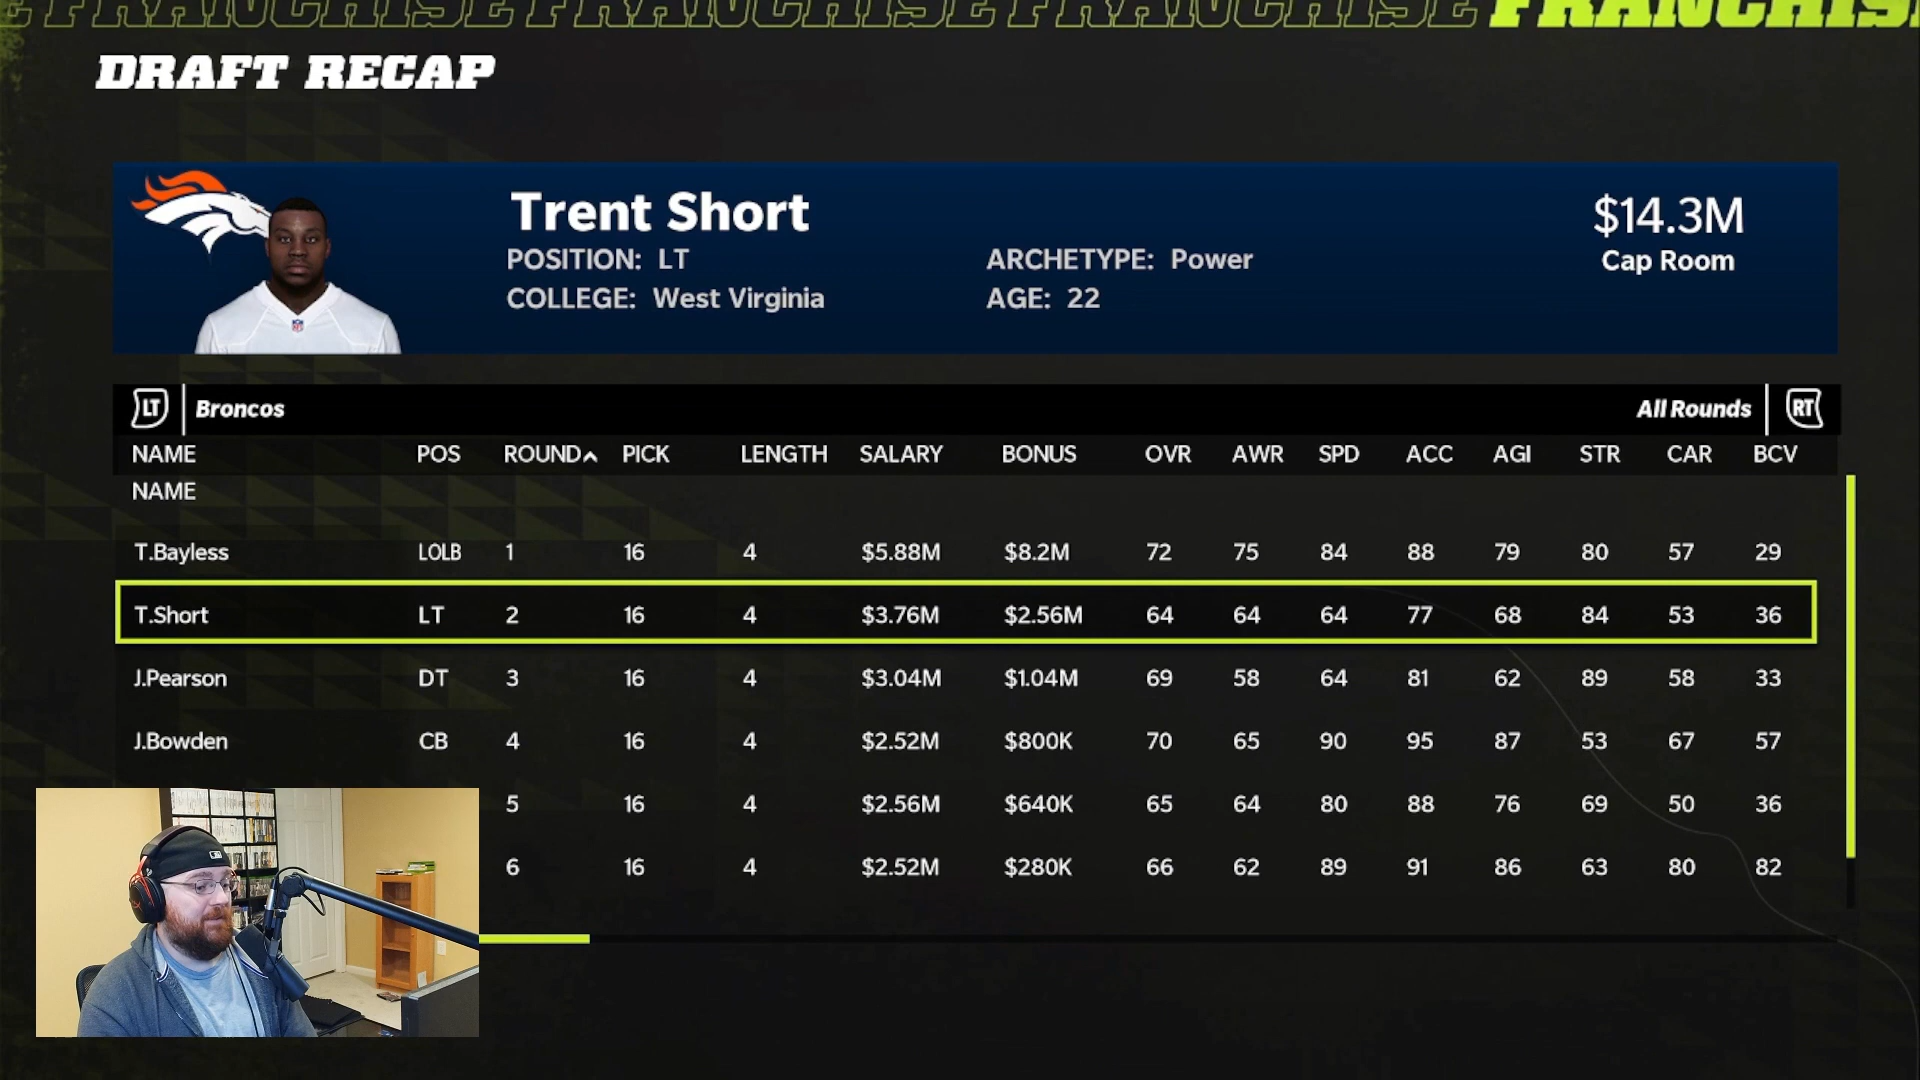 FRANCHISE FRANCHISE FRANCHISE FRANCHIS
DRAFT RECAP
Trent Short
POSITION: LT
COLLEGE: West Virginia
ARCHETYPE: Power
AGE: 22
$14.3M
Cap Room
LT Broncos All Rounds RT
NAME POS ROUND PICK LENGTH SALARY BONUS OVR AWR SPD ACC AGI STR CAR BCV
NAME
T.Bayless LOLB 1 16 4 $5.88M $8.2M 72 75 84 88 79 80 57 29
T.Short LT 2 16 4 $3.76M $2.56M 64 64 64 77 68 84 53 36
J.Pearson DT 3 16 4 $3.04M $1.04M 69 58 64 81 62 89 58 33
J.Bowden CB 4 16 4 $2.52M $800K 70 65 90 95 87 53 67 57
5 16 4 $2.56M $640K 65 64 80 88 76 69 50 36
6 16 4 $2.52M $280K 66 62 89 91 86 63 80 82